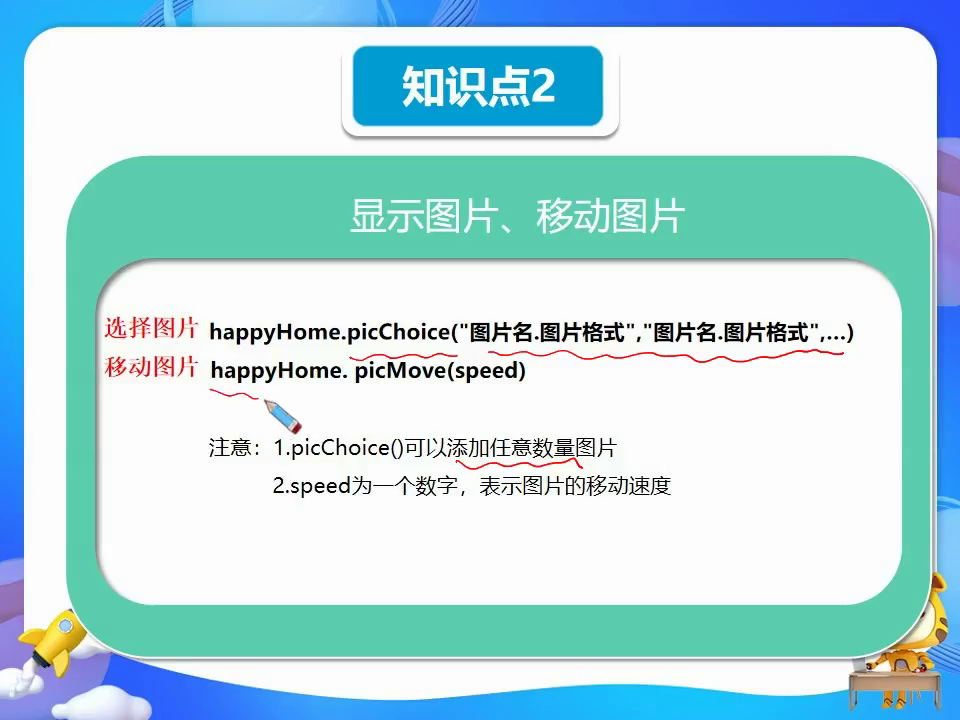 知识点2
显示图片、移动图片
选择图片 happyHome.picChoice("图片名.图片格式","图片名.图片格式",...)
移动图片 happyHome. picMove(speed)
注意：1.picChoice()可以添加任意数量图片
2.speed为一个数字，表示图片的移动速度